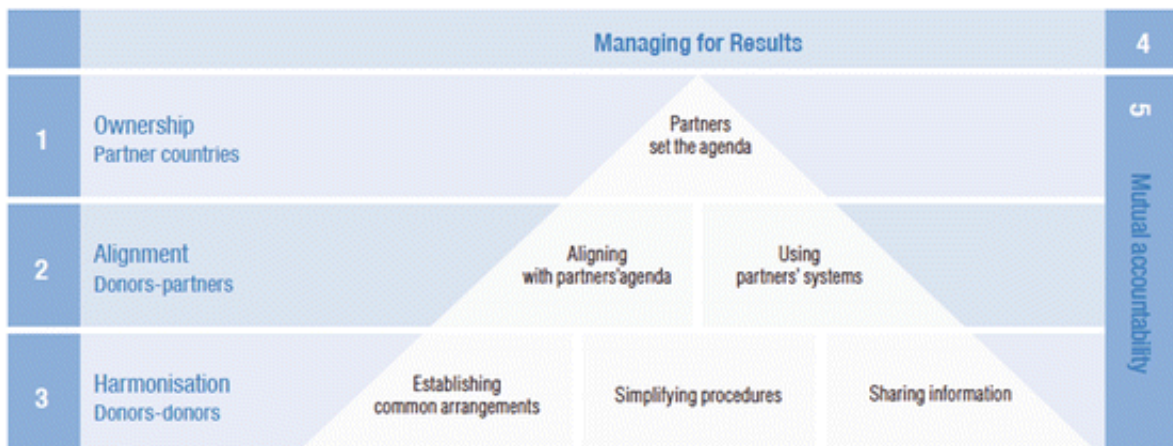 Managing for Results
4
1
Ownership
Partner countries
Partners
set the agenda
5
Mutual accountability
2
Alignment
Donors-partners
Aligning
with partners'agenda
Using
partners' systems
3
Harmonisation
Donors-donors
Establishing
common arrangements
Simplifying procedures
Sharing information